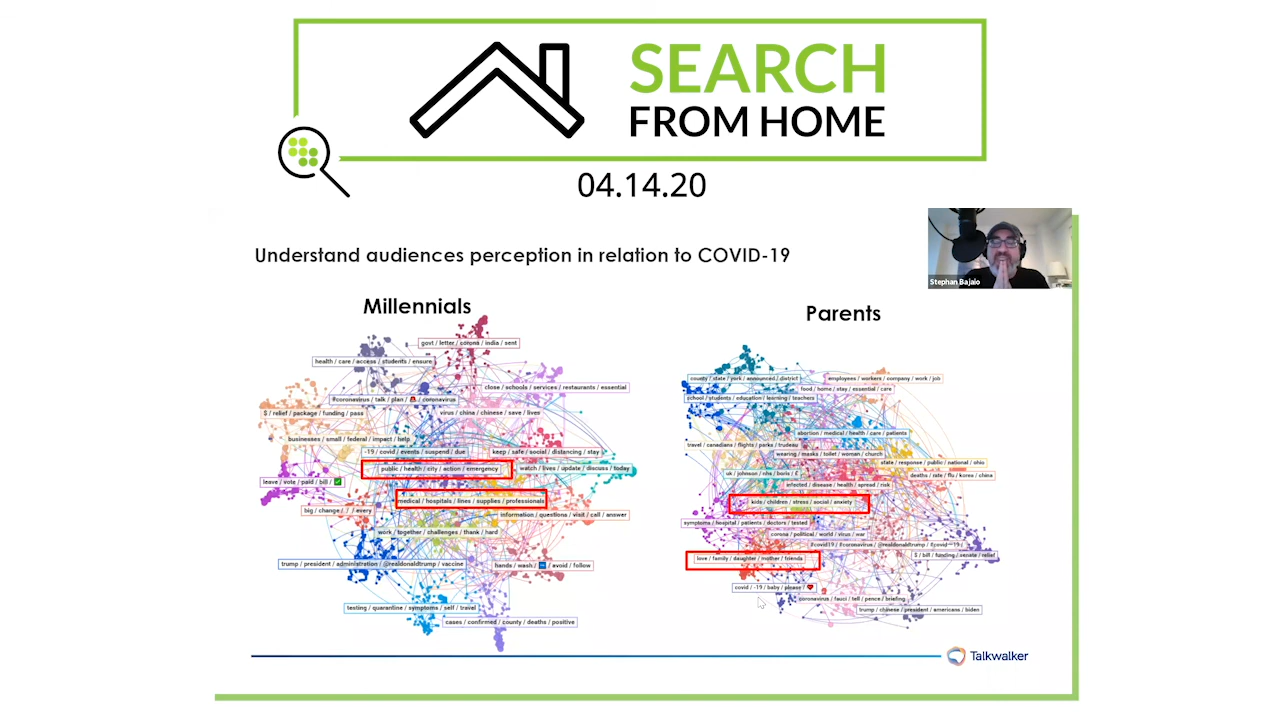 SEARCH
FROM HOME
04.14.20
Understand audiences perception in relation to COVID-19
Stephan Bajaio
Millennials
govt / letter / corona / india / sent
health / care / access / students / ensure
close / schools / services / restaurants / essential
#coronavirus / talk / plan / 🚨 / coronavirus
$ / relief / package / funding / pass
virus / china / chinese / save / lives
businesses / small / federal / impact / help
-19 / covid / events / suspend / due
keep / safe / social / distancing / stay
public / health / city / action / emergency
watch / lives / update / discuss / today
leave / vote / paid / bill / ✅
medical / hospitals / lines / supplies / professionals
big / change / / / every
information / questions / visit / call / answer
work / together / challenges / thank / hard
trump / president / administration / @realdonaldtrump / vaccine
hands / wash / / avoid / follow
testing / quarantine / symptoms / self / travel
cases / confirmed / county / deaths / positive
Parents
county / state / york / announced / district
employees / workers / company / work / job
food / home / stay / essential / care
school / students / education / learning / teachers
abortion / medical / health / care / patients
travel / canadians / flights / parks / trudeau
wearing / masks / toilet / woman / church
state / response / public / national / ohio
uk / johnson / nhs / boris / £
deaths / rate / flu / korea / china
infected / disease / health / spread / risk
kids / children / stress / social / anxiety
symptoms / hospital / patients / doctors / tested
corona / political / world / virus / war
#covid19 / #coronavirus / @realdonaldtrump / #covid
$ / bill / funding / senate / relief
love / family / daughter / mother / friends
covid / -19 / baby / please / ❤️
coronavirus / fauci / tell / pence / briefing
trump / chinese / president / americans / biden
Talkwalker